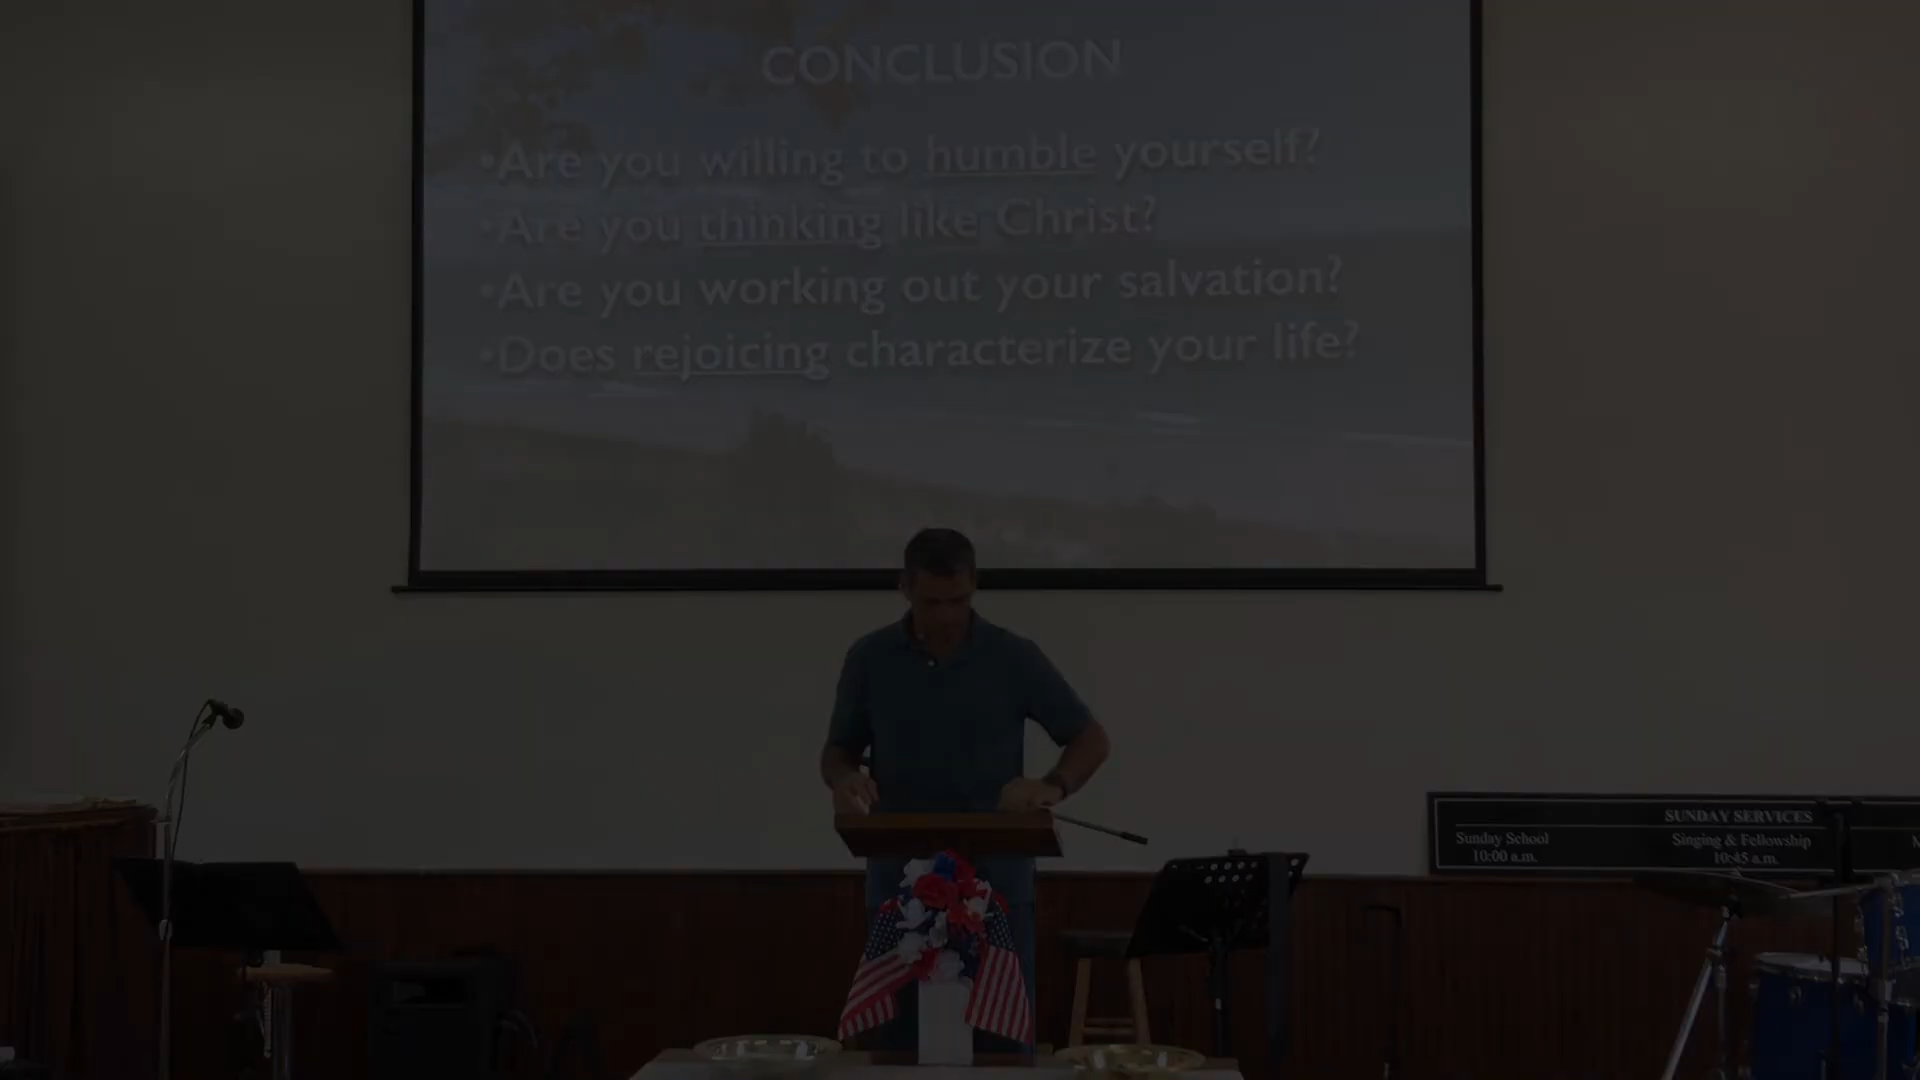 CONCLUSION
•Are you willing to humble yourself?
•Are you thinking like Christ?
•Are you working out your salvation?
•Does rejoicing characterize your life?
SUNDAY SERVICES
Sunday School
Singing & Fellowship
M
10:00 a.m.
10:45 a.m.